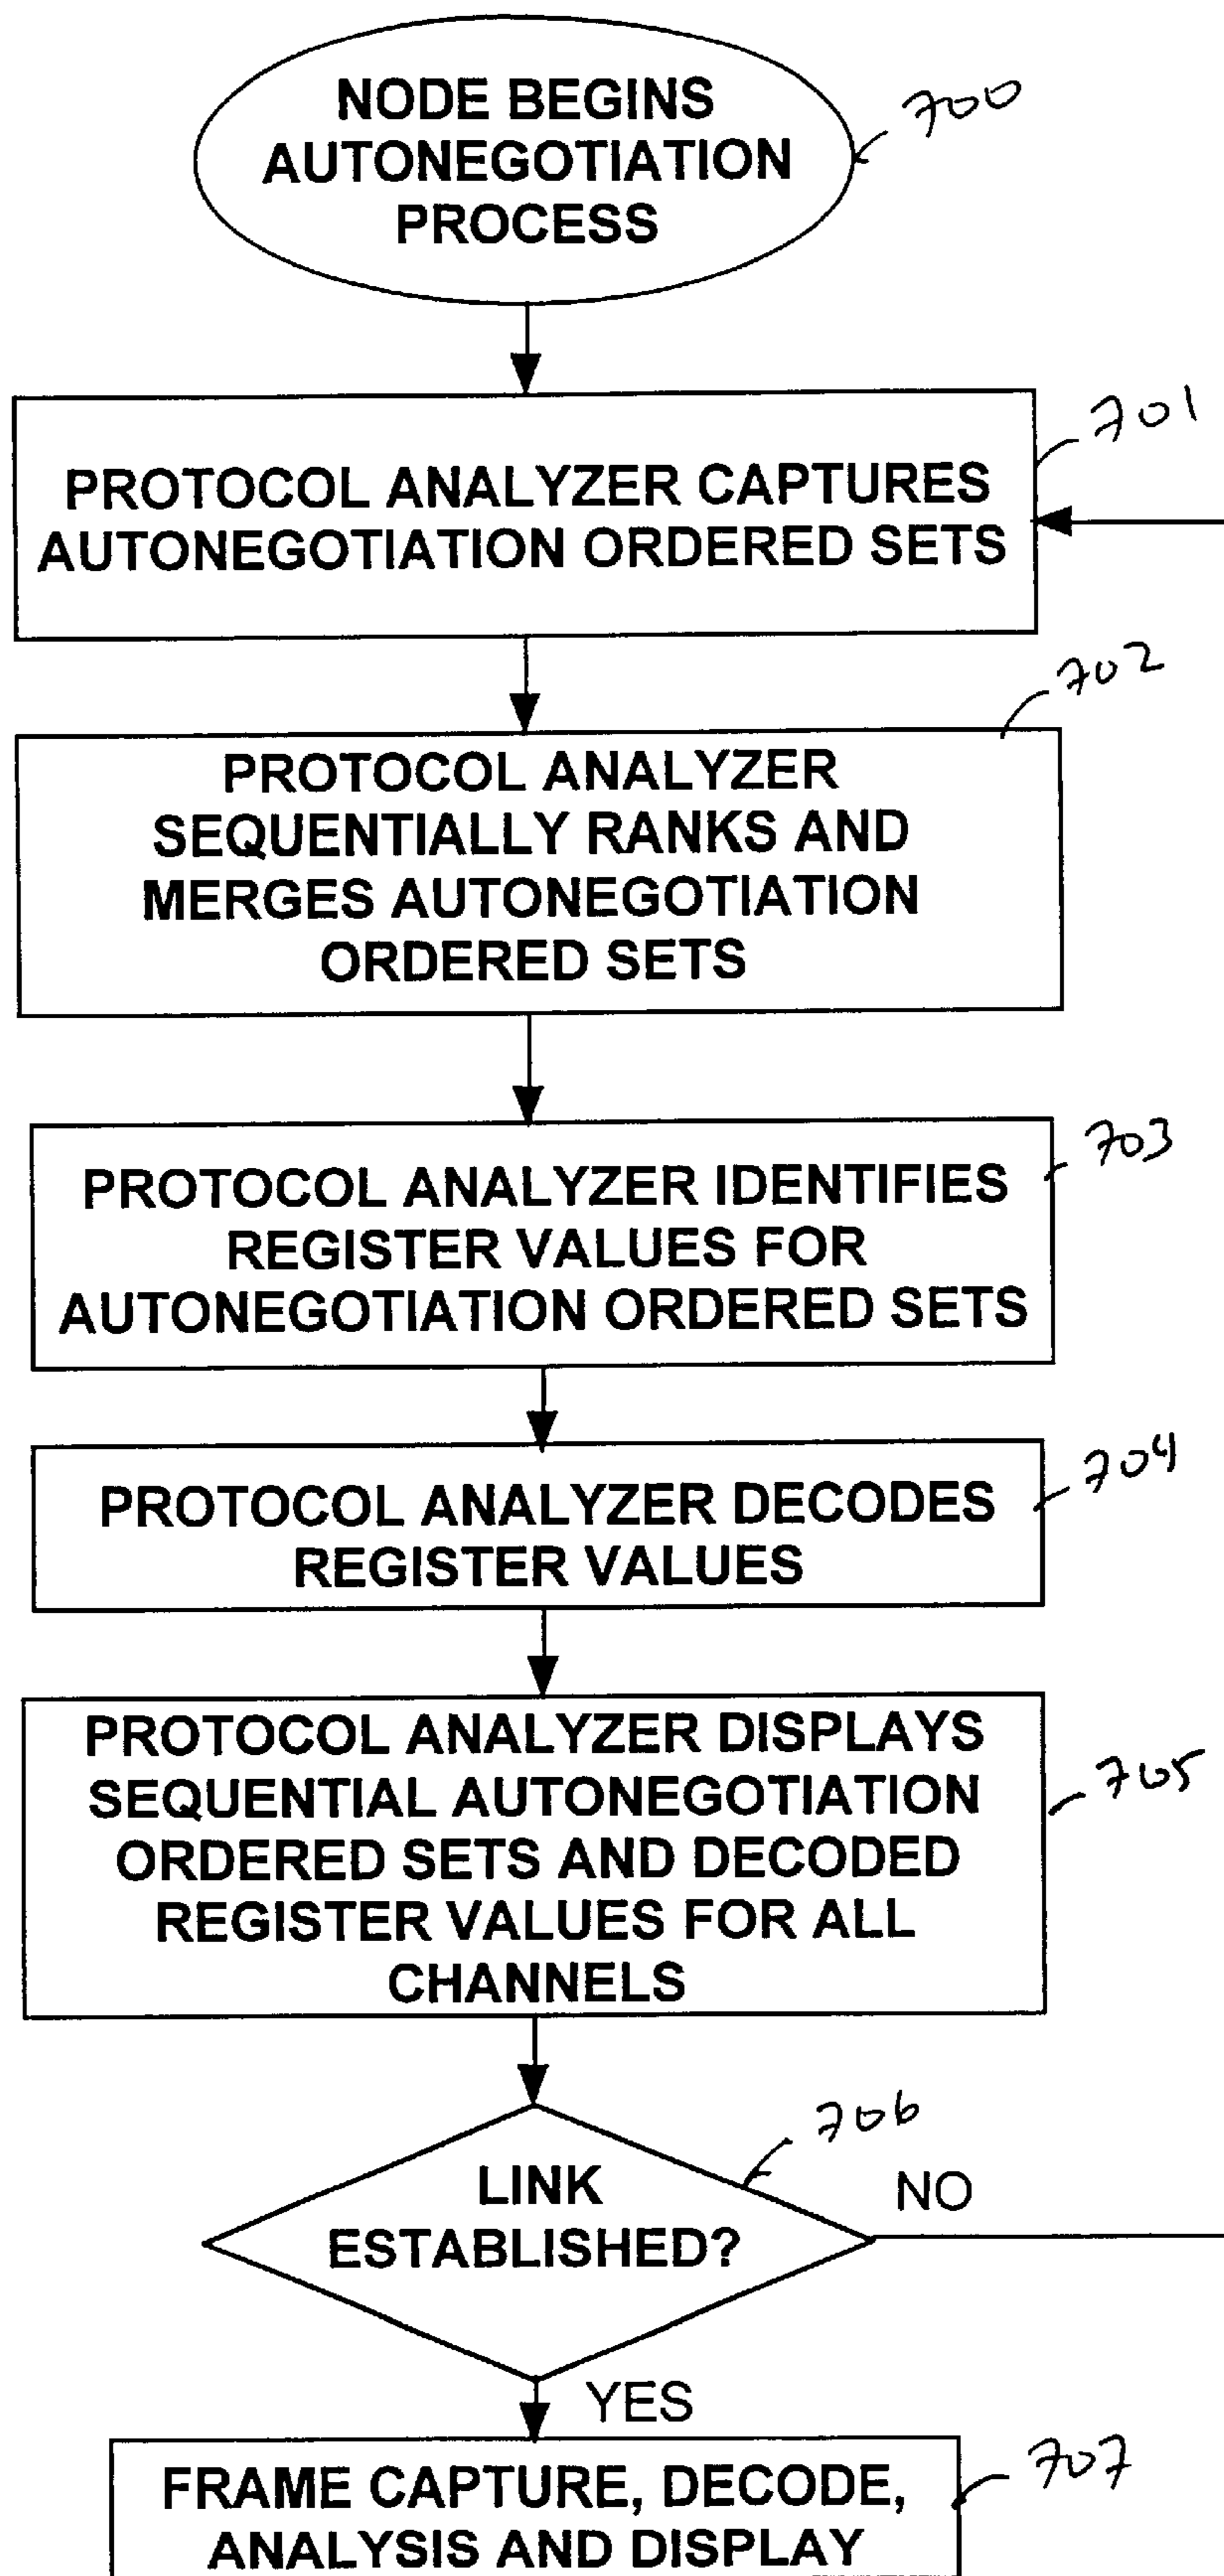 NODE BEGINS
AUTONEGOTIATION
PROCESS
700
PROTOCOL ANALYZER CAPTURES
AUTONEGOTIATION ORDERED SETS
701
PROTOCOL ANALYZER
SEQUENTIALLY RANKS AND
MERGES AUTONEGOTIATION
ORDERED SETS
702
PROTOCOL ANALYZER IDENTIFIES
REGISTER VALUES FOR
AUTONEGOTIATION ORDERED SETS
703
PROTOCOL ANALYZER DECODES
REGISTER VALUES
704
PROTOCOL ANALYZER DISPLAYS
SEQUENTIAL AUTONEGOTIATION
ORDERED SETS AND DECODED
REGISTER VALUES FOR ALL
CHANNELS
705
LINK
ESTABLISHED?
706
NO
YES
FRAME CAPTURE, DECODE,
ANALYSIS AND DISPLAY
707